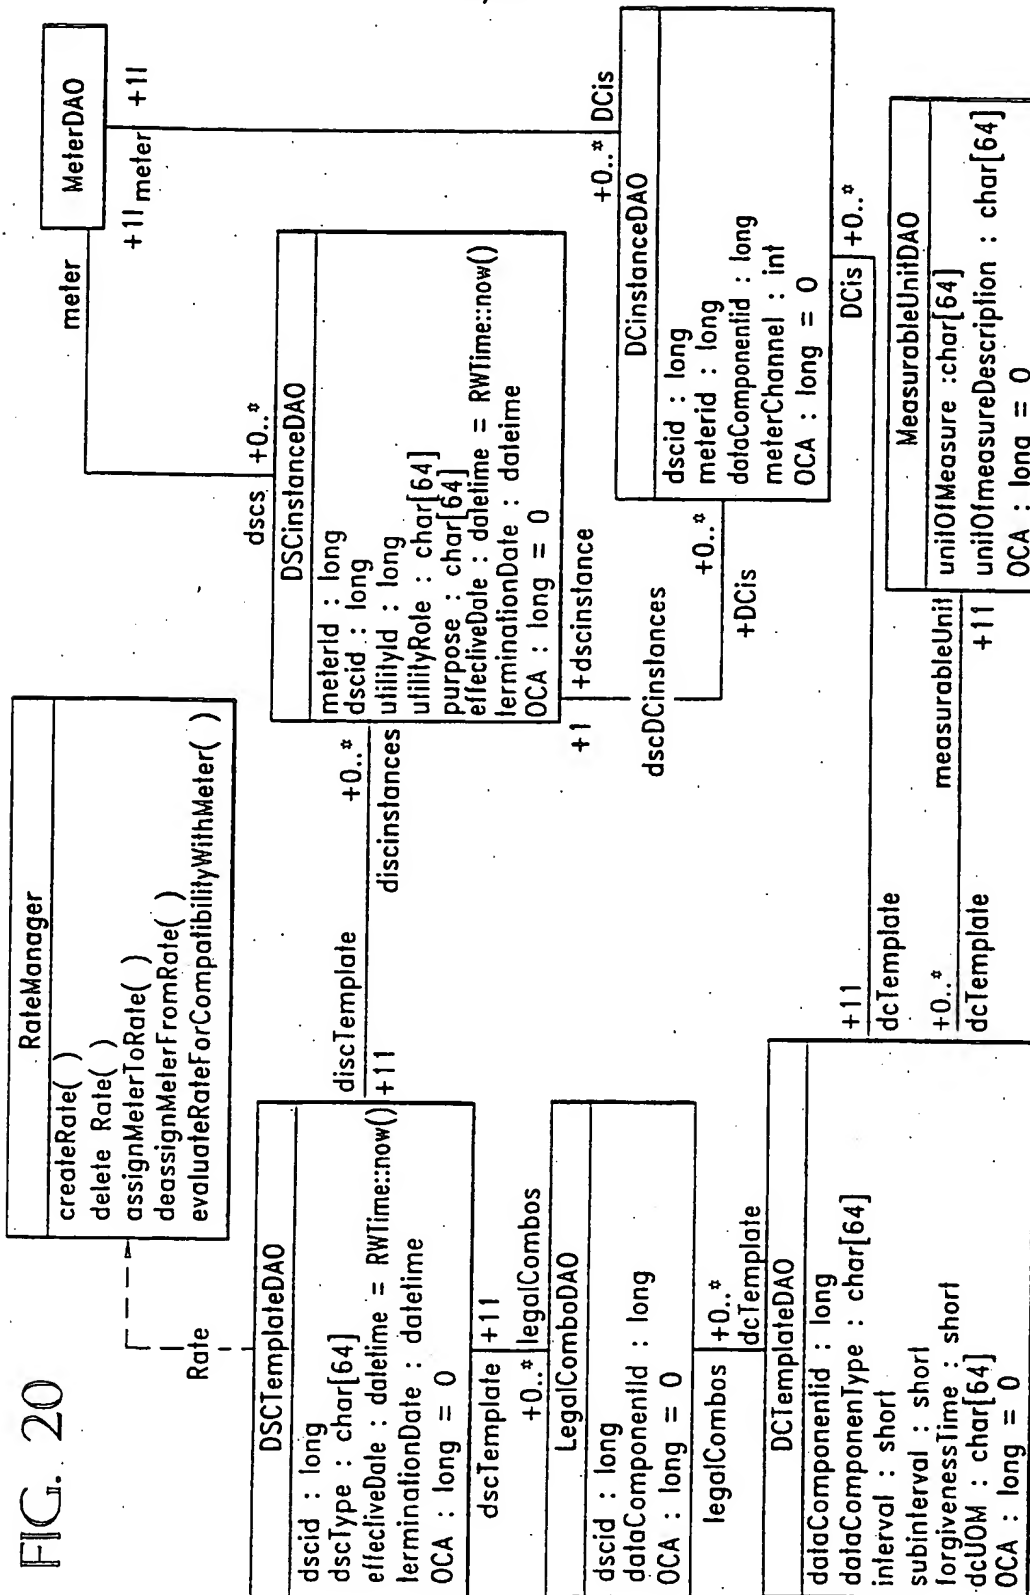 FIG. 20
RateManager
createRate( )
delete Rate( )
assignMeterToRate( )
deassignMeterFromRate( )
evaluateRateForCompatibilityWithMeter( )
Rate
MeterDAO
meter
+1I meter
+1I
DSCTemplateDAO
dscid : long
dscType : char[64]
effectiveDate : datetime = RWTime::now()
terminationDate : datetime
OCA : long = 0
discTemplate
+11
+0..*
discinstances
dscs
+0..*
DSCinstanceDAO
meterId : long
dscid : long
utilityId : long
utilityRole : char[64]
purpose : char[64]
effectiveDate : datetime = RWTime::now()
terminationDate : dateime
OCA : long = 0
+1
+dscinstance
dscDCinstances
+0..*
+DCis
+0..*
DCis
DCinstanceDAO
dscid : long
meterid : long
dataComponentid : long
meterChannel : int
OCA : long = 0
DCis
+0..*
dscTemplate
+11
+0..*
legalCombos
LegalComboDAO
dscid : long
dataComponentId : long
OCA : long = 0
legalCombos
+0..*
dcTemplate
DCTemplateDAO
dataComponentid : long
dataComponenType : char[64]
interval : short
subinterval : short
forgivenessTime : short
dcUOM : char[64]
OCA : long = 0
+11
dcTemplate
+0..*
dcTemplate
measurableUnit
+11
MeasurableUnitDAO
unitOfMeasure :char[64]
unitOfmeasureDescription : char[64]
OCA : long = 0